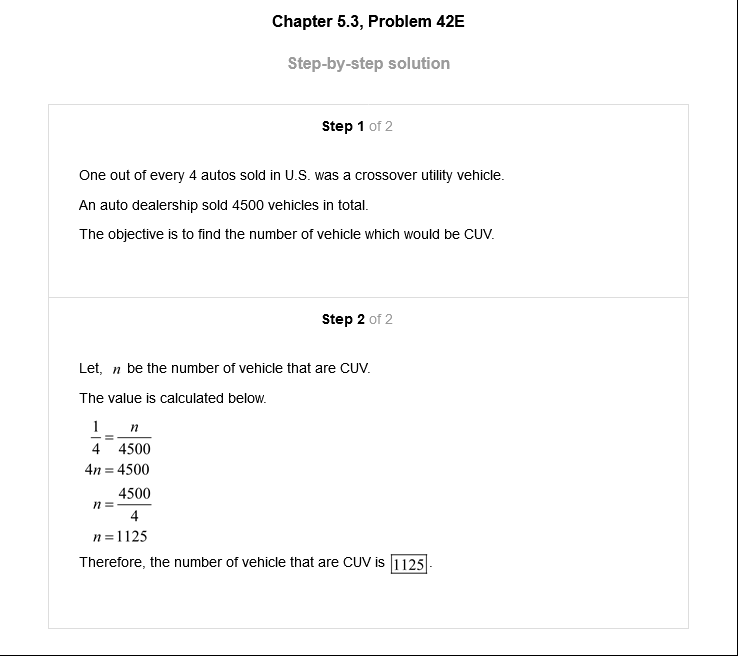 Chapter 5.3, Problem 42E
Step-by-step solution
Step 1 of 2
One out of every 4 autos sold in U.S. was a crossover utility vehicle.
An auto dealership sold 4500 vehicles in total.
The objective is to find the number of vehicle which would be CUV.
Step 2 of 2
Let, n be the number of vehicle that are CUV.
The value is calculated below.
1/4 = n/4500
4n = 4500
n = 4500/4
n = 1125
Therefore, the number of vehicle that are CUV is 1125.